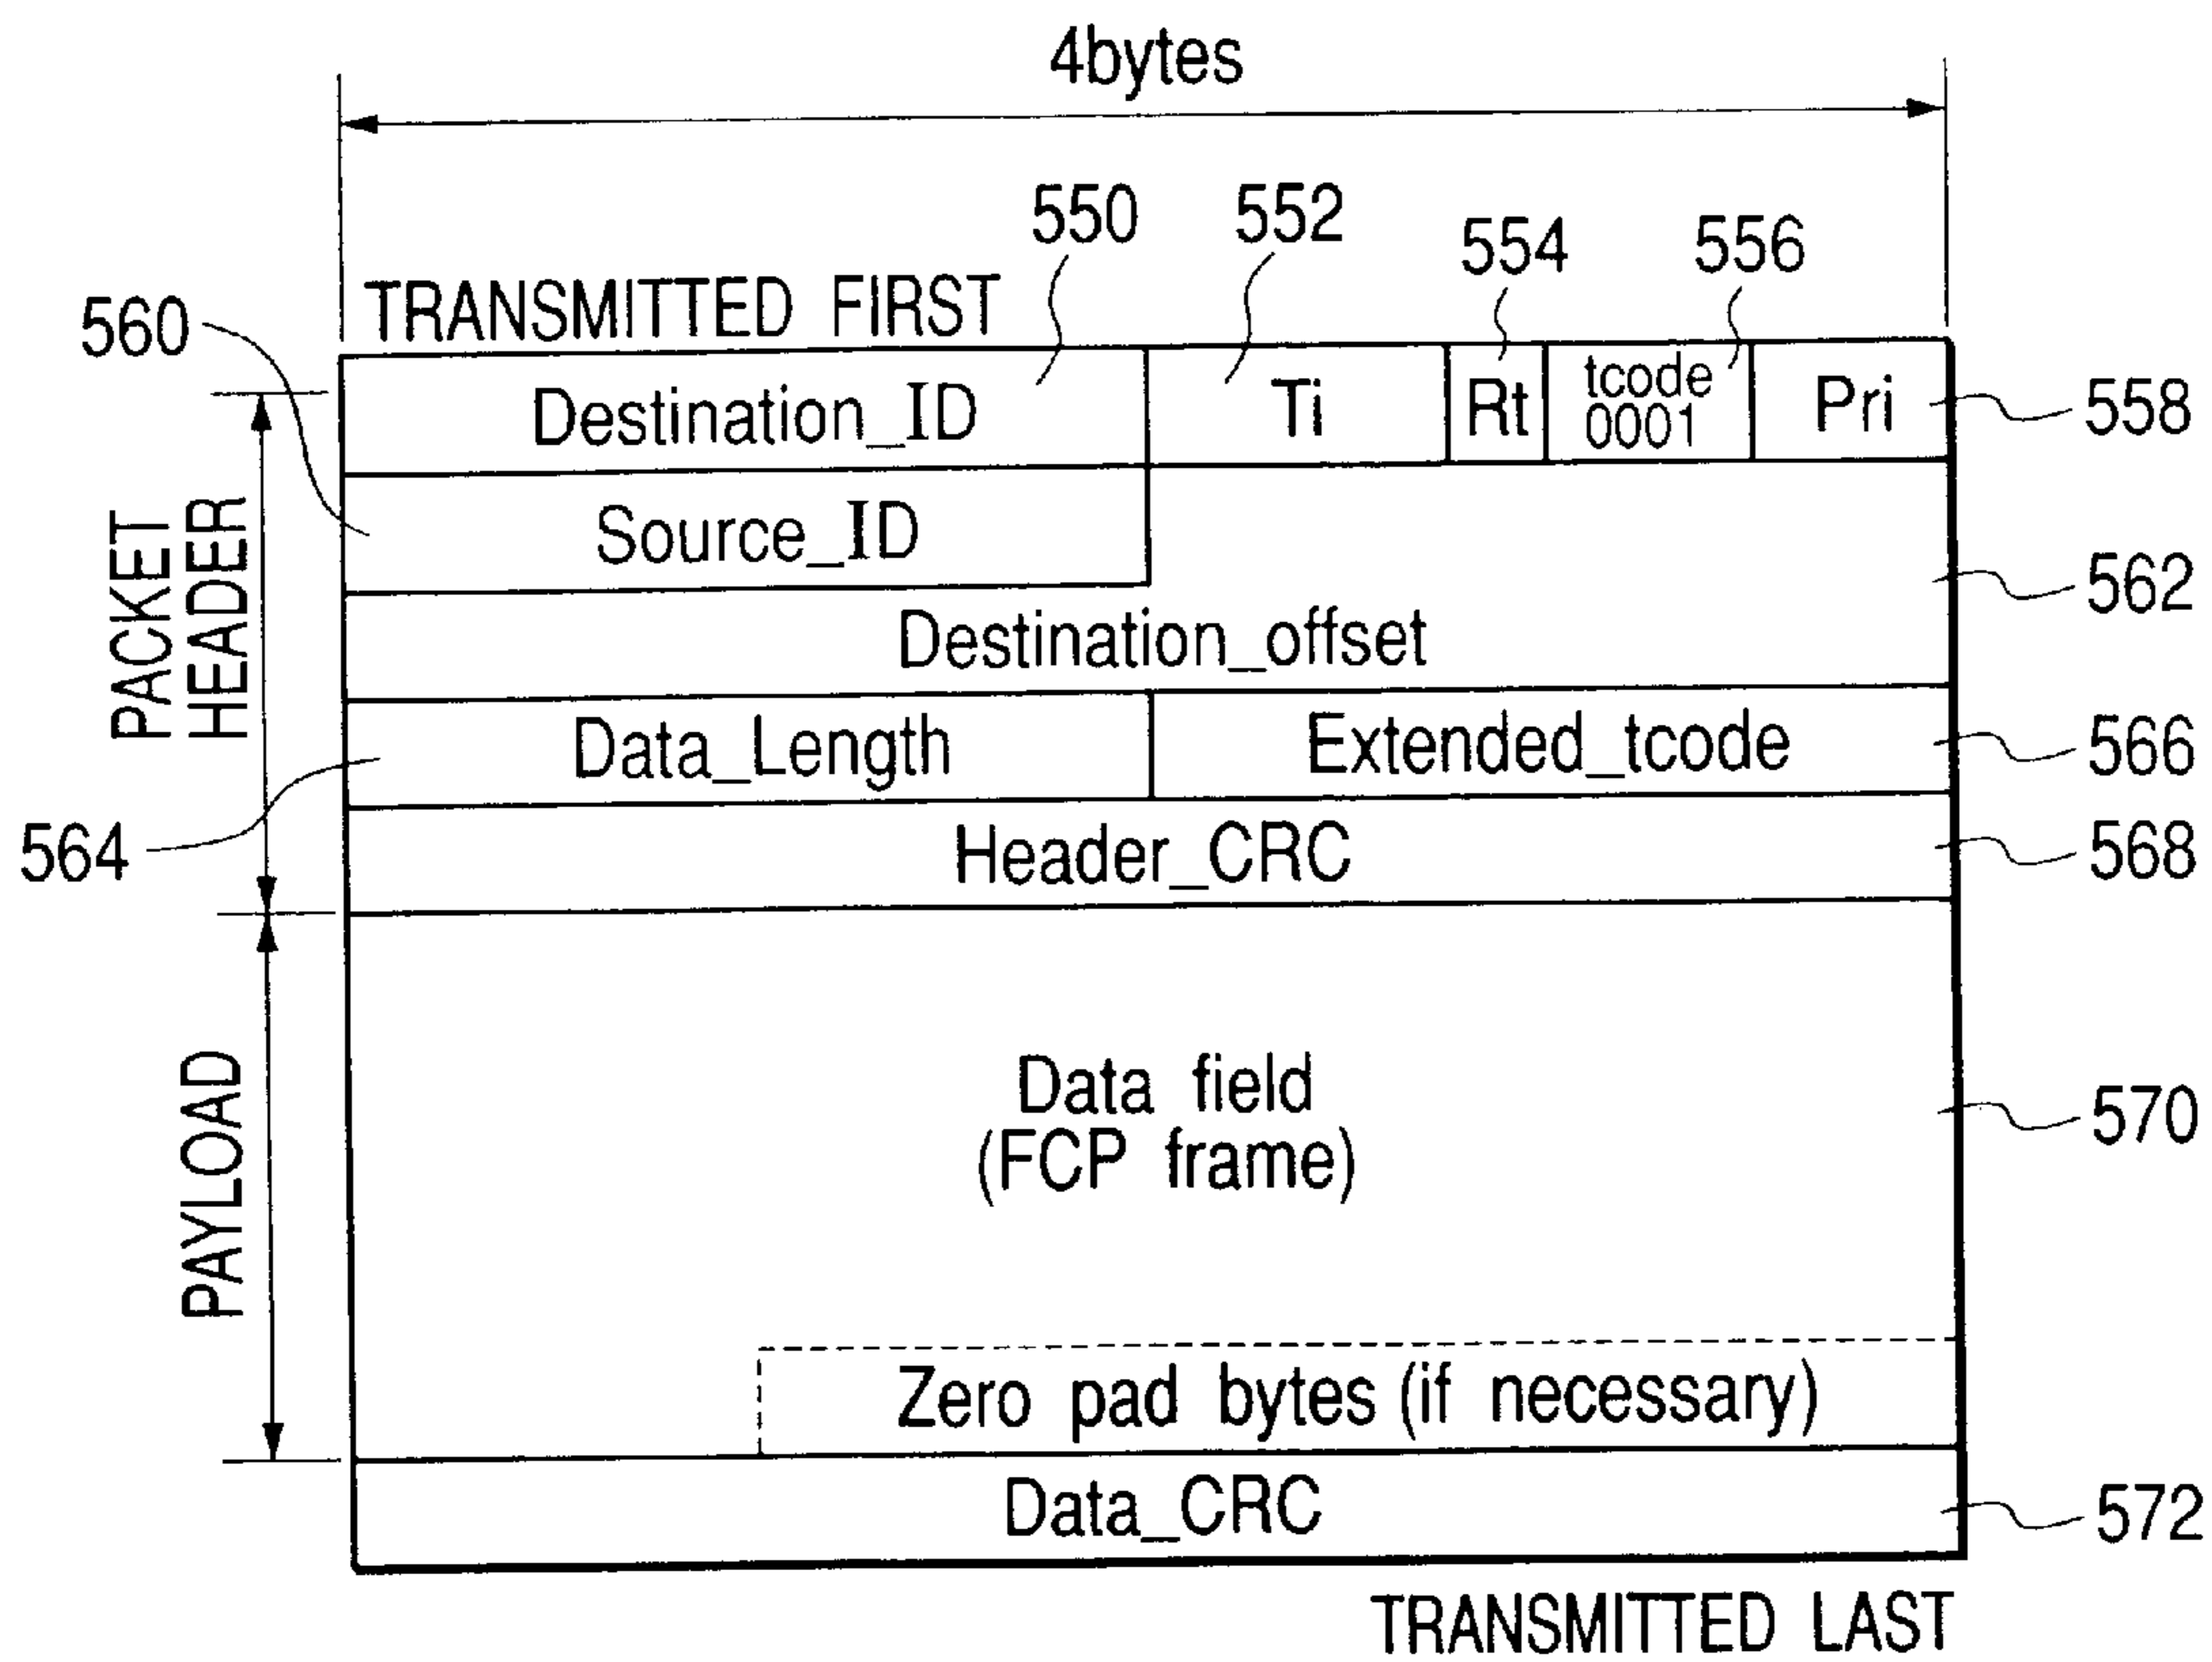 4bytes
550
552
554
556
560
TRANSMITTED FIRST
Destination_ID
Ti
Rt
tcode
0001
Pri
558
Source_ID
562
PACKET
HEADER
Destination_offset
Data_Length
Extended_tcode
566
564
Header_CRC
568
PAYLOAD
Data field
(FCP frame)
570
Zero pad bytes (if necessary)
Data_CRC
572
TRANSMITTED LAST